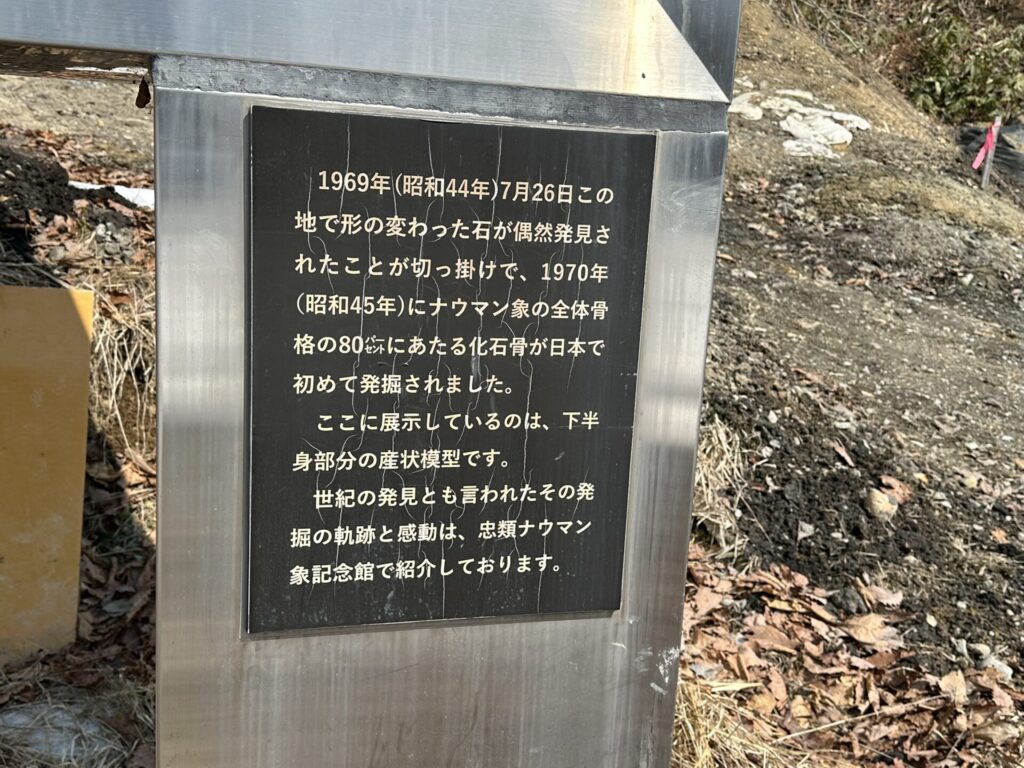 1969年(昭和44年)7月26日この
地で形の変わった石が偶然発見さ
れたことが切っ掛けで、1970年
(昭和45年)にナウマン象の全体骨
格の80㌫にあたる化石骨が日本で
初めて発掘されました。
ここに展示しているのは、下半
身部分の産状模型です。
世紀の発見とも言われたその発
掘の軌跡と感動は、忠類ナウマン
象記念館で紹介しております。